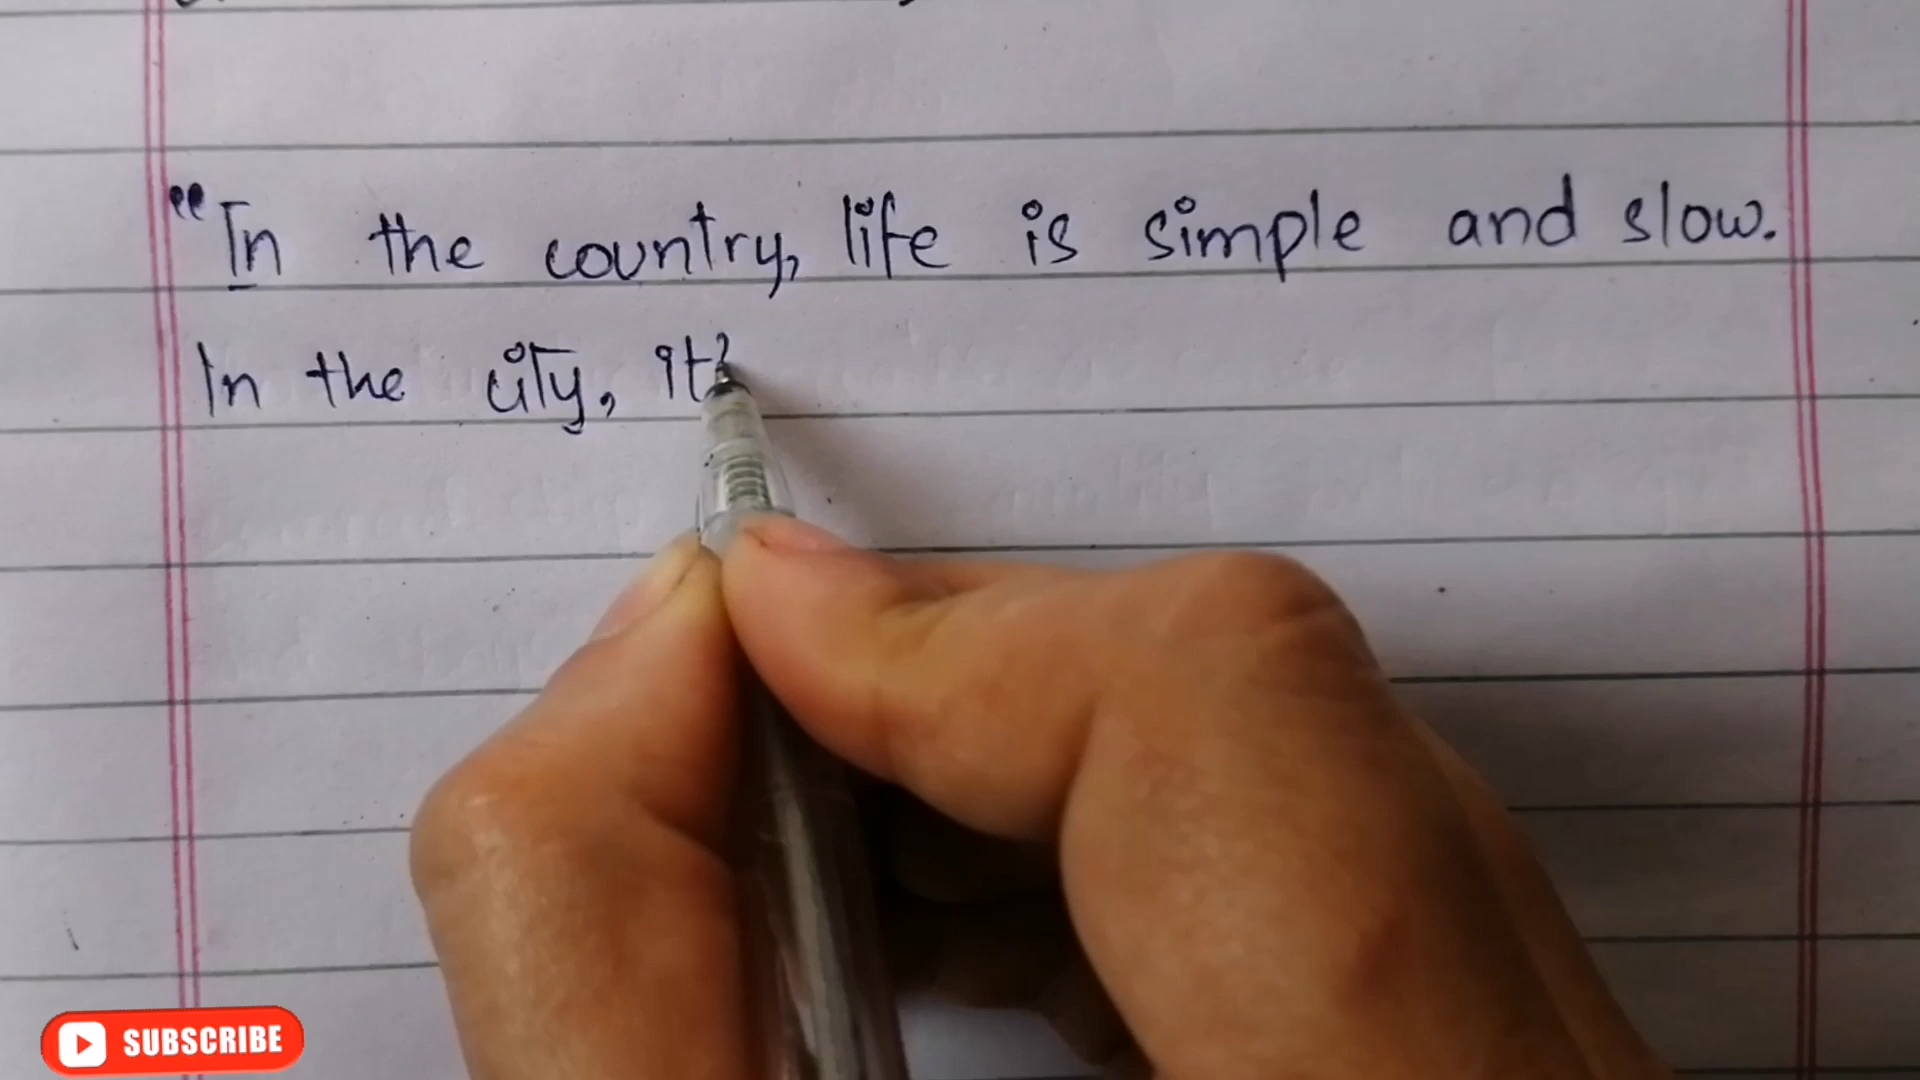 "In the country, life is simple and slow.
In the city, it'
SUBSCRIBE